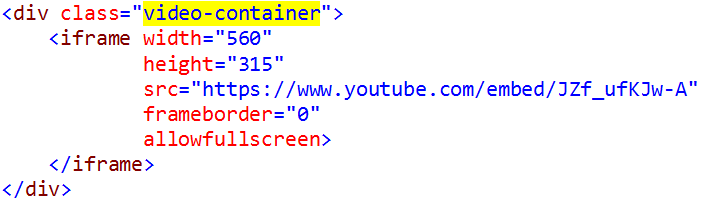 <div class="video-container">
<iframe width="560"
height="315"
src="https://www.youtube.com/embed/JZf_ufKJw-A"
frameborder="0"
allowfullscreen>
</iframe>
</div>